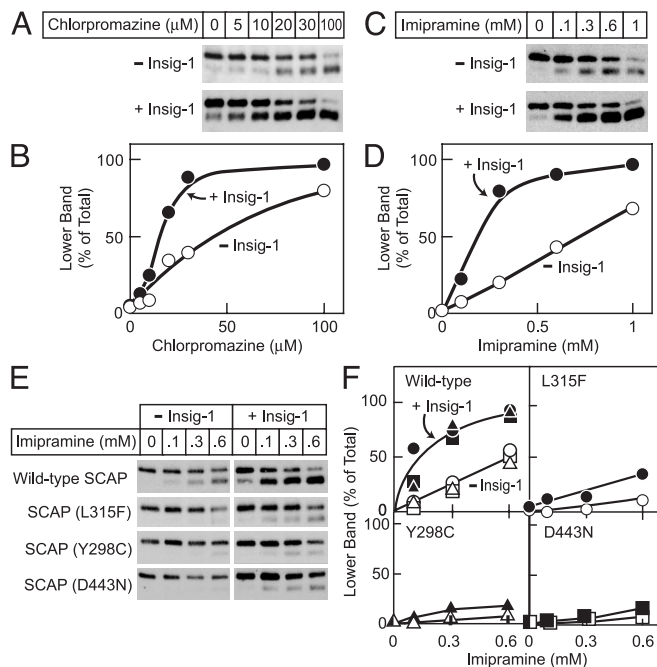 A Chlorpromazine (μM) 0 5 10 20 30 100
– Insig-1
+ Insig-1
B
Lower Band
(% of Total)
100
50
0
+ Insig-1
– Insig-1
0 50 100
Chlorpromazine (μM)
C Imipramine (mM) 0 .1 .3 .6 1
– Insig-1
+ Insig-1
D
Lower Band
(% of Total)
100
50
0
+ Insig-1
– Insig-1
0 0.5 1
Imipramine (mM)
E
– Insig-1 + Insig-1
Imipramine (mM) 0 .1 .3 .6 0 .1 .3 .6
Wild-type SCAP
SCAP (L315F)
SCAP (Y298C)
SCAP (D443N)
F
Lower Band (% of Total)
Wild-type L315F
100
50
0
+ Insig-1
– Insig-1
Y298C D443N
100
50
0
0 0.3 0.6 0 0.3 0.6
Imipramine (mM)